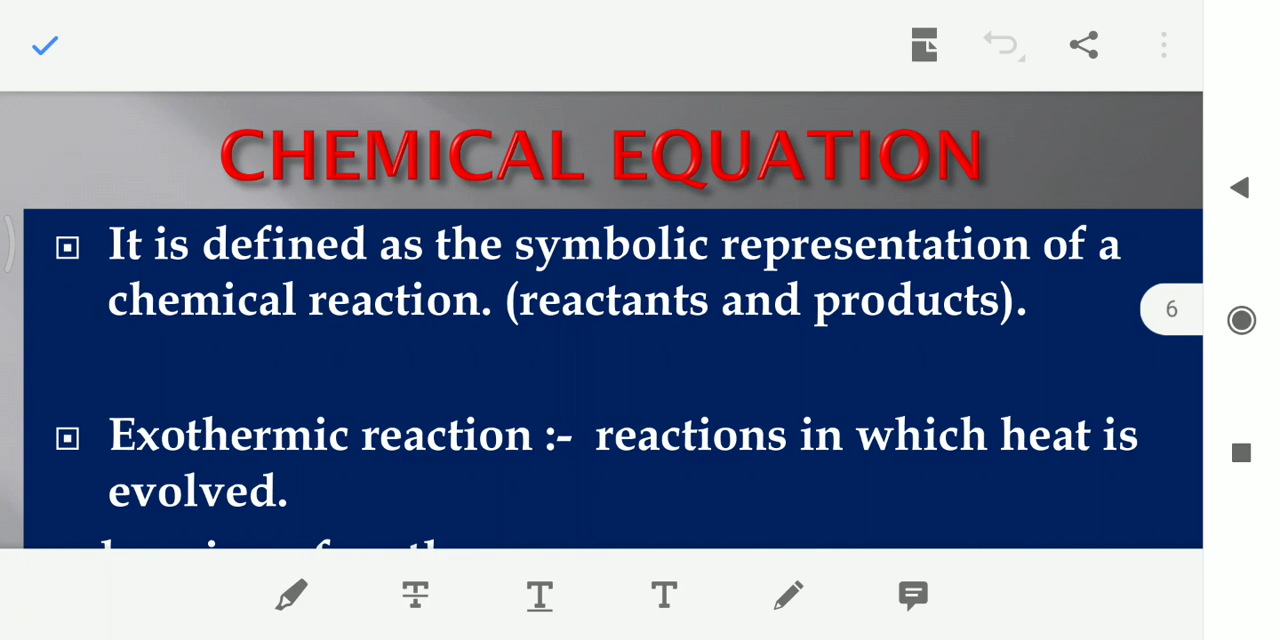 CHEMICAL EQUATION
It is defined as the symbolic representation of a
chemical reaction. (reactants and products).
6
Exothermic reaction :- reactions in which heat is
evolved.